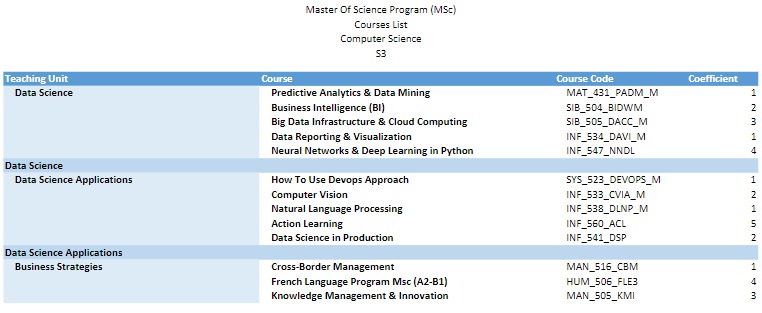 Master Of Science Program (MSc)
Courses List
Computer Science
S3
Teaching Unit Course Course Code Coefficient
Data Science Predictive Analytics & Data Mining MAT_431_PADM_M 1
Business Intelligence (BI) SIB_504_BIDWM 2
Big Data Infrastructure & Cloud Computing SIB_505_DACC_M 3
Data Reporting & Visualization INF_534_DAVI_M 1
Neural Networks & Deep Learning in Python INF_547_NNDL 4
Data Science
Data Science Applications How To Use Devops Approach SYS_523_DEVOPS_M 1
Computer Vision INF_533_CVIA_M 2
Natural Language Processing INF_538_DLNP_M 1
Action Learning INF_560_ACL 5
Data Science in Production INF_541_DSP 2
Data Science Applications
Business Strategies Cross-Border Management MAN_516_CBM 1
French Language Program Msc (A2-B1) HUM_506_FLE3 4
Knowledge Management & Innovation MAN_505_KMI 3